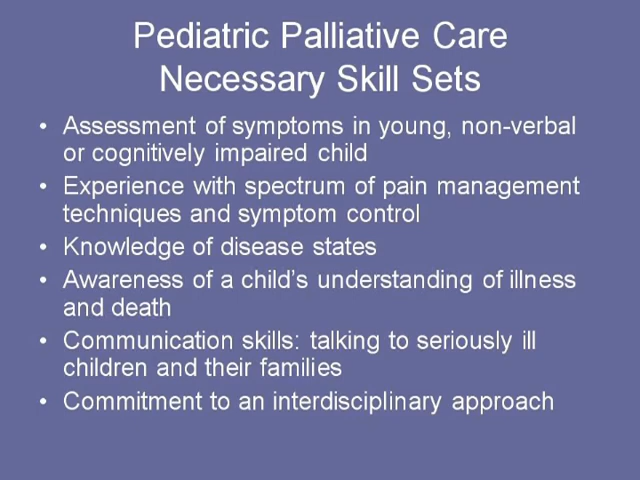 Pediatric Palliative Care
Necessary Skill Sets
• Assessment of symptoms in young, non-verbal
or cognitively impaired child
• Experience with spectrum of pain management
techniques and symptom control
• Knowledge of disease states
• Awareness of a child's understanding of illness
and death
• Communication skills: talking to seriously ill
children and their families
• Commitment to an interdisciplinary approach